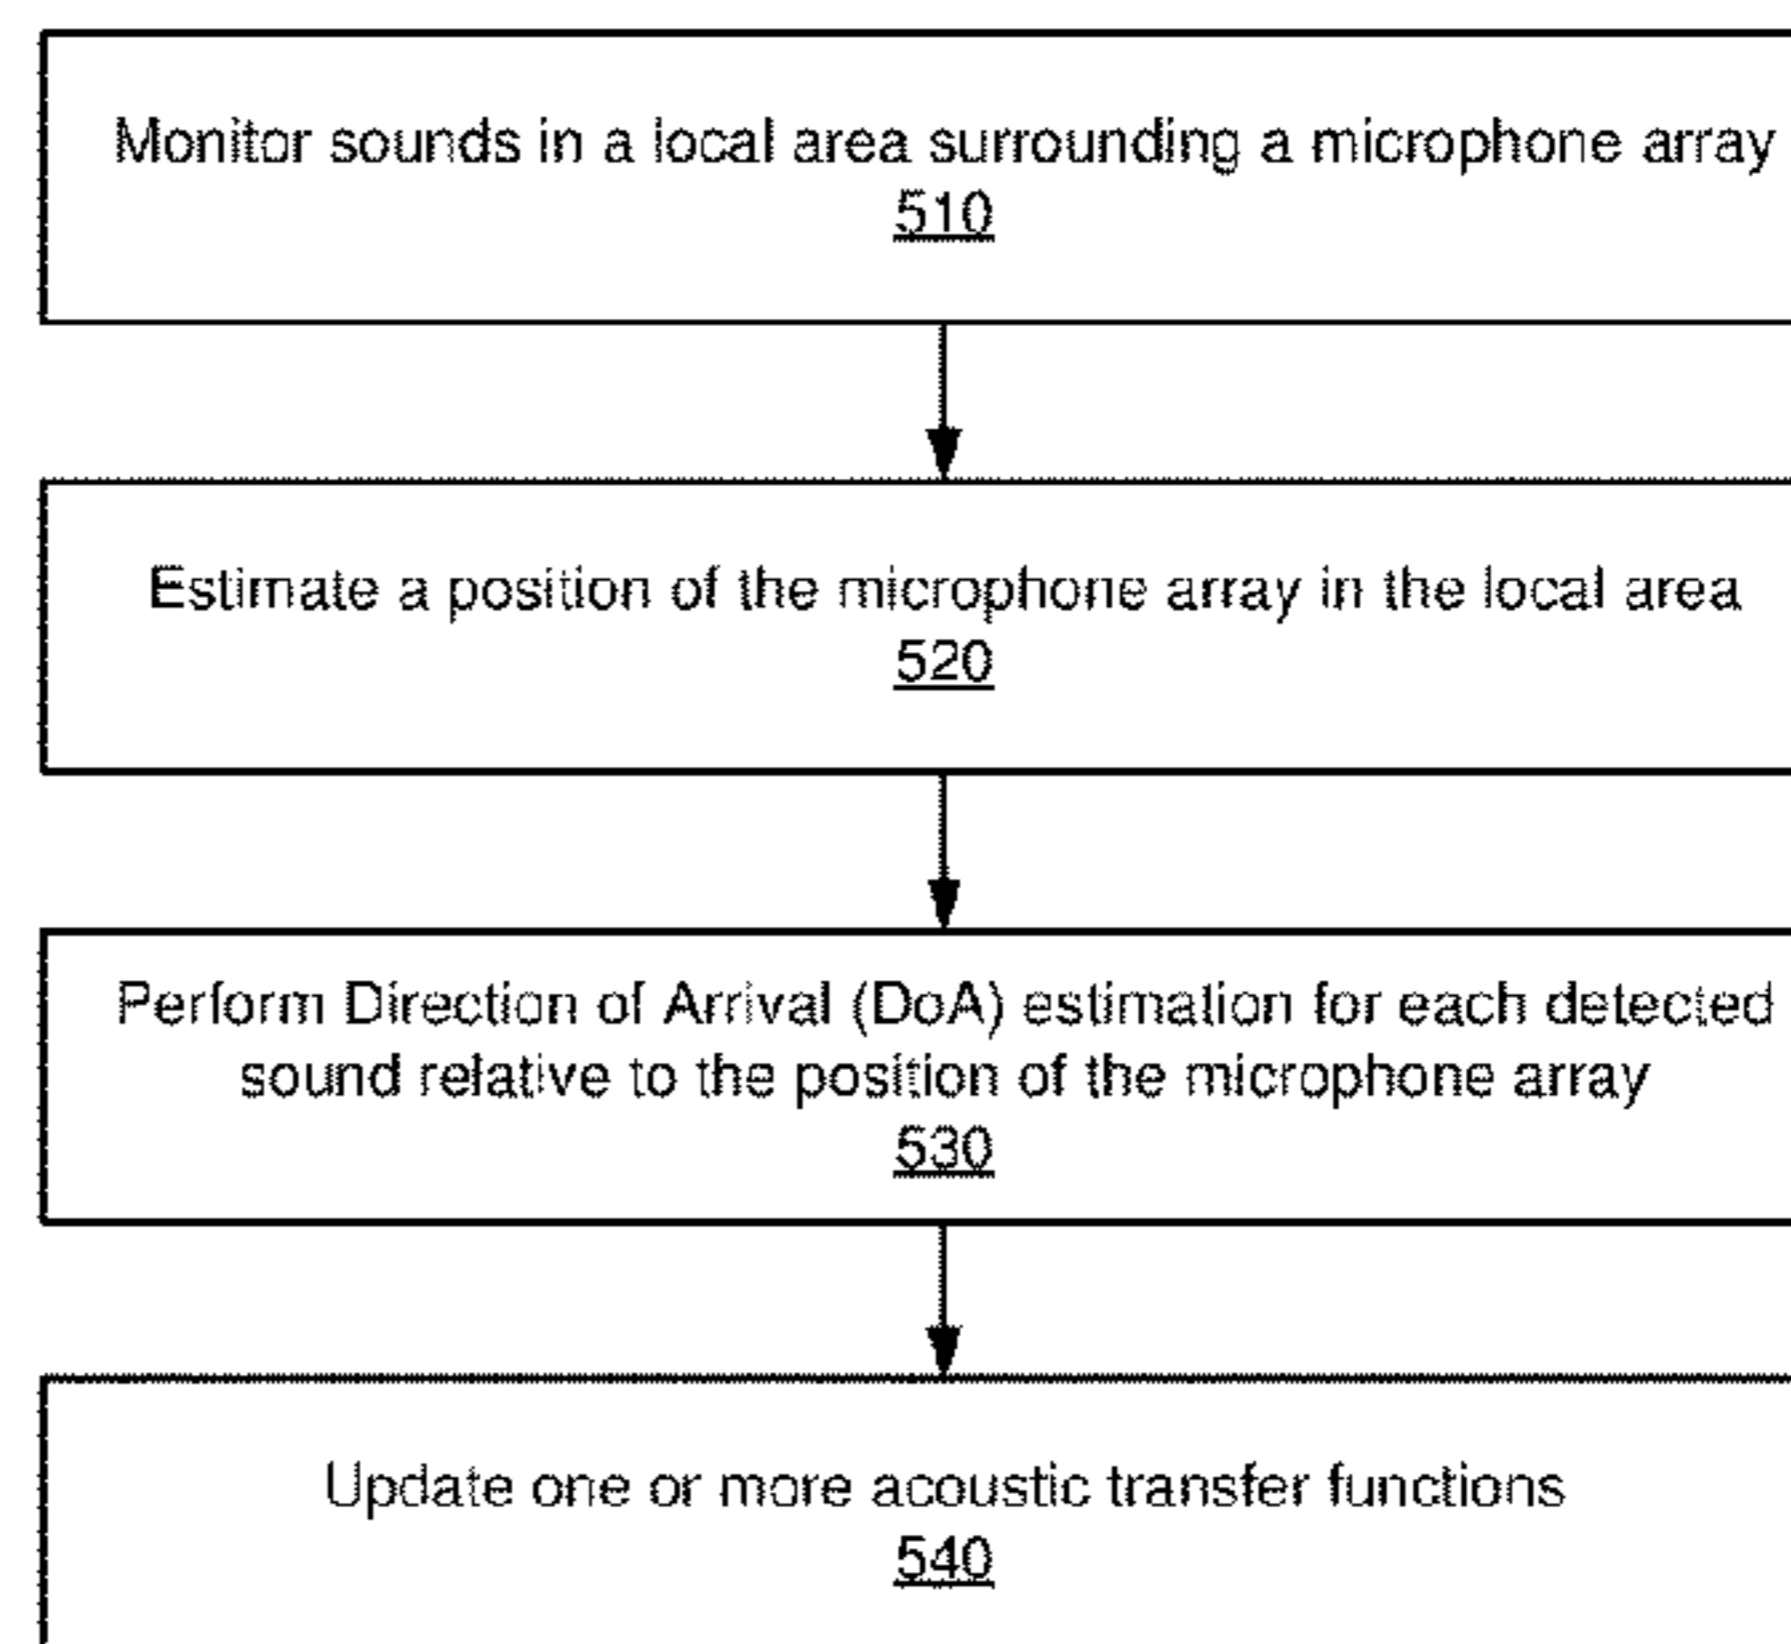 Monitor sounds in a local area surrounding a microphone array
510
Estimate a position of the microphone array in the local area
520
Perform Direction of Arrival (DoA) estimation for each detected
sound relative to the position of the microphone array
530
Update one or more acoustic transfer functions
540